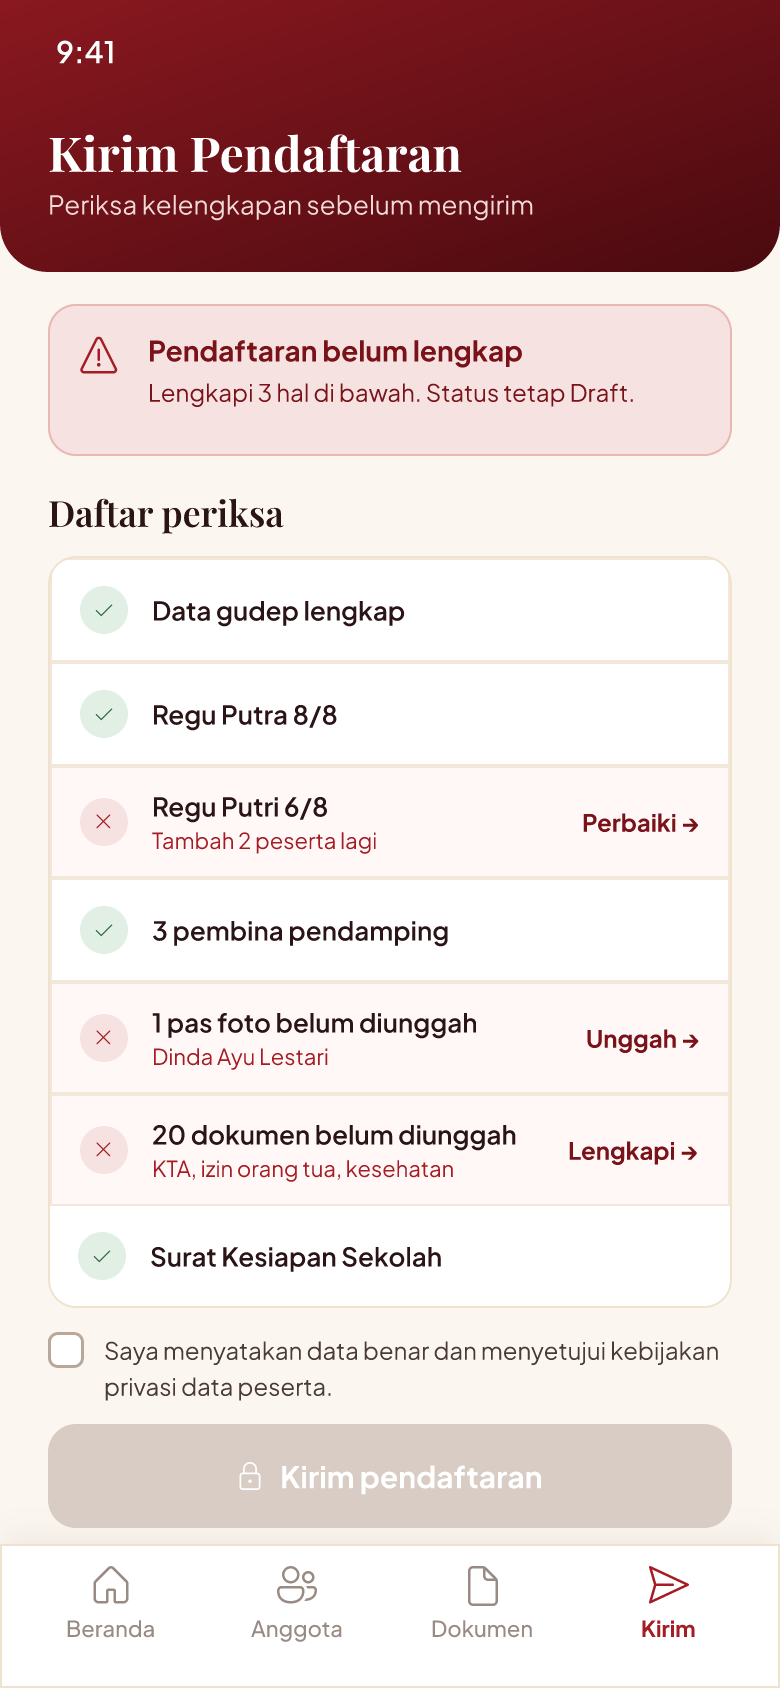 9:41
Kirim Pendaftaran
Periksa kelengkapan sebelum mengirim
Pendaftaran belum lengkap
Lengkapi 3 hal di bawah. Status tetap Draft.
Daftar periksa
Data gudep lengkap
Regu Putra 8/8
Regu Putri 6/8
Tambah 2 peserta lagi
Perbaiki →
3 pembina pendamping
1 pas foto belum diunggah
Dinda Ayu Lestari
Unggah →
20 dokumen belum diunggah
KTA, izin orang tua, kesehatan
Lengkapi →
Surat Kesiapan Sekolah
Saya menyatakan data benar dan menyetujui kebijakan
privasi data peserta.
Kirim pendaftaran
Beranda
Anggota
Dokumen
Kirim